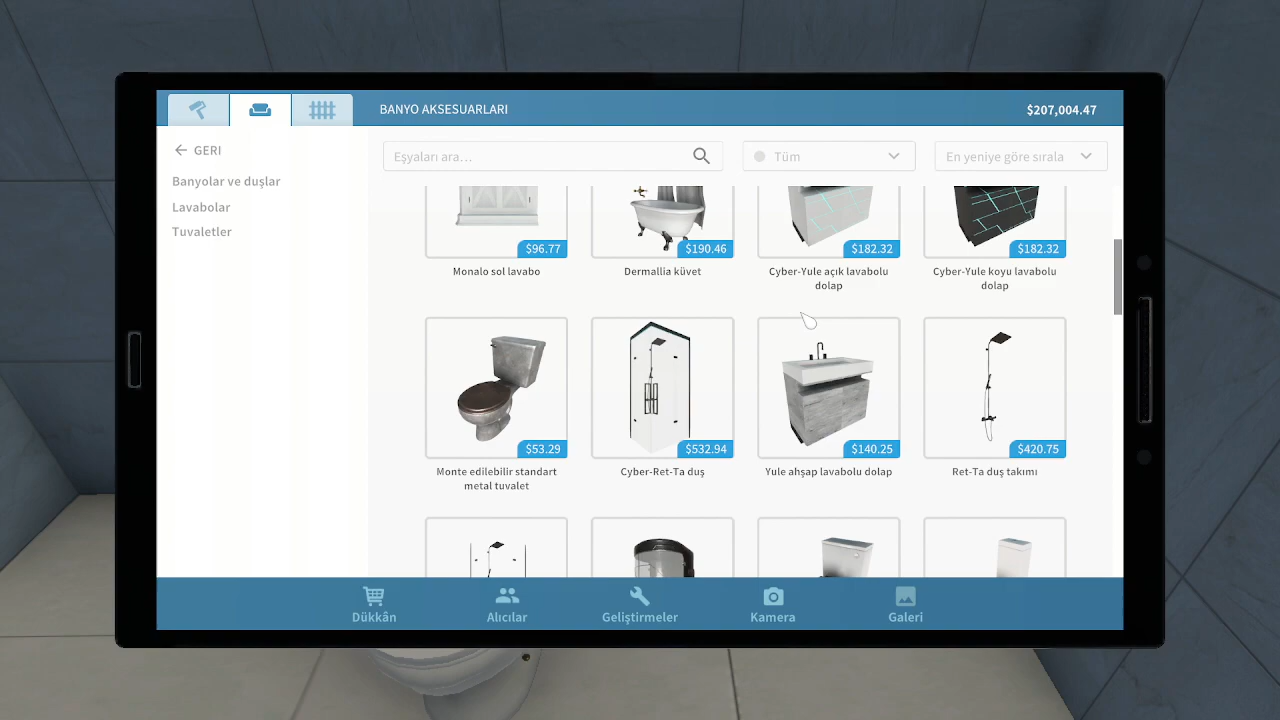 BANYO AKSESUARLARI
$207,004.47
GERI
Banyolar ve duşlar
Lavabolar
Tuvaletler
Eşyaları ara...
Tüm
En yeniye göre sırala
$96.77
$190.46
$182.32
$182.32
Monalo sol lavabo
Dermallia küvet
Cyber-Yule açık lavabolu
dolap
Cyber-Yule koyu lavabolu
dolap
$53.29
$532.94
$140.25
$420.75
Monte edilebilir standart
metal tuvalet
Cyber-Ret-Ta duş
Yule ahşap lavabolu dolap
Ret-Ta duş takımı
Dükkân
Alıcılar
Geliştirmeler
Kamera
Galeri